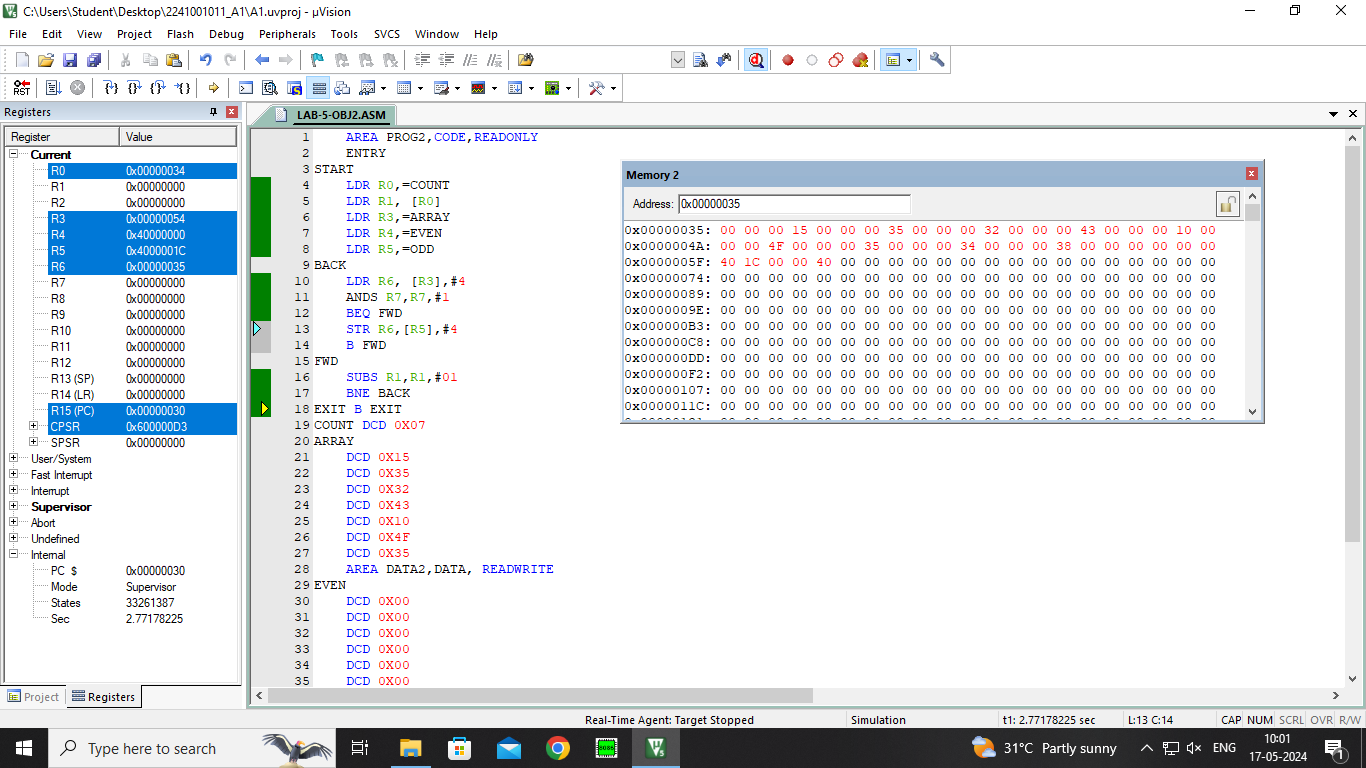 C:\Users\Student\Desktop\2241001011_A1\A1.uvproj - µVision
File Edit View Project Flash Debug Peripherals Tools SVCS Window Help
Registers
Register Value
Current
R0 0x00000034
R1 0x00000000
R2 0x00000000
R3 0x00000054
R4 0x40000000
R5 0x4000001C
R6 0x00000035
R7 0x00000000
R8 0x00000000
R9 0x00000000
R10 0x00000000
R11 0x00000000
R12 0x00000000
R13 (SP) 0x00000000
R14 (LR) 0x00000000
R15 (PC) 0x00000030
CPSR 0x600000D3
SPSR 0x00000000
User/System
Fast Interrupt
Interrupt
Supervisor
Abort
Undefined
Internal
PC $ 0x00000030
Mode Supervisor
States 33261387
Sec 2.77178225
Project Registers
LAB-5-OBJ2.ASM
1 AREA PROG2,CODE,READONLY
2 ENTRY
3 START
4 LDR R0,=COUNT
5 LDR R1, [R0]
6 LDR R3,=ARRAY
7 LDR R4,=EVEN
8 LDR R5,=ODD
9 BACK
10 LDR R6, [R3],#4
11 ANDS R7,R7,#1
12 BEQ FWD
13 STR R6,[R5],#4
14 B FWD
15 FWD
16 SUBS R1,R1,#01
17 BNE BACK
18 EXIT B EXIT
19 COUNT DCD 0X07
20 ARRAY
21 DCD 0X15
22 DCD 0X35
23 DCD 0X32
24 DCD 0X43
25 DCD 0X10
26 DCD 0X4F
27 DCD 0X35
28 AREA DATA2,DATA, READWRITE
29 EVEN
30 DCD 0X00
31 DCD 0X00
32 DCD 0X00
33 DCD 0X00
34 DCD 0X00
35 DCD 0X00
Memory 2
Address: 0x00000035
0x00000035: 00 00 00 15 00 00 00 35 00 00 00 32 00 00 00 43 00 00 00 10 00
0x0000004A: 00 00 4F 00 00 00 35 00 00 00 34 00 00 00 38 00 00 00 00 00 00
0x0000005F: 40 1C 00 00 40 00 00 00 00 00 00 00 00 00 00 00 00 00 00 00 00
0x00000074: 00 00 00 00 00 00 00 00 00 00 00 00 00 00 00 00 00 00 00 00 00
0x00000089: 00 00 00 00 00 00 00 00 00 00 00 00 00 00 00 00 00 00 00 00 00
0x0000009E: 00 00 00 00 00 00 00 00 00 00 00 00 00 00 00 00 00 00 00 00 00
0x000000B3: 00 00 00 00 00 00 00 00 00 00 00 00 00 00 00 00 00 00 00 00 00
0x000000C8: 00 00 00 00 00 00 00 00 00 00 00 00 00 00 00 00 00 00 00 00 00
0x000000DD: 00 00 00 00 00 00 00 00 00 00 00 00 00 00 00 00 00 00 00 00 00
0x000000F2: 00 00 00 00 00 00 00 00 00 00 00 00 00 00 00 00 00 00 00 00 00
0x00000107: 00 00 00 00 00 00 00 00 00 00 00 00 00 00 00 00 00 00 00 00 00
0x0000011C: 00 00 00 00 00 00 00 00 00 00 00 00 00 00 00 00 00 00 00 00 00
Real-Time Agent: Target Stopped Simulation t1: 2.77178225 sec L:13 C:14 CAP NUM SCRL OVR R/W
Type here to search
31°C Partly sunny
ENG
10:01
17-05-2024
1